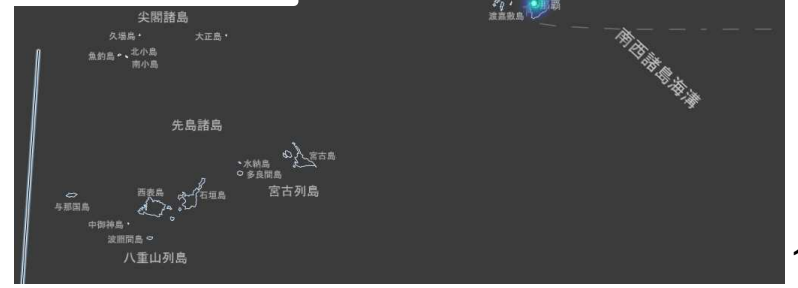 尖閣諸島
渡嘉敷島
覇
久場島
大正島
北小島
魚釣島
南小島
南西諸島海溝
先島諸島
宮古島
水納島
多良間島
宮古列島
西表島
石垣島
与那国島
中御神島
波照間島
八重山列島